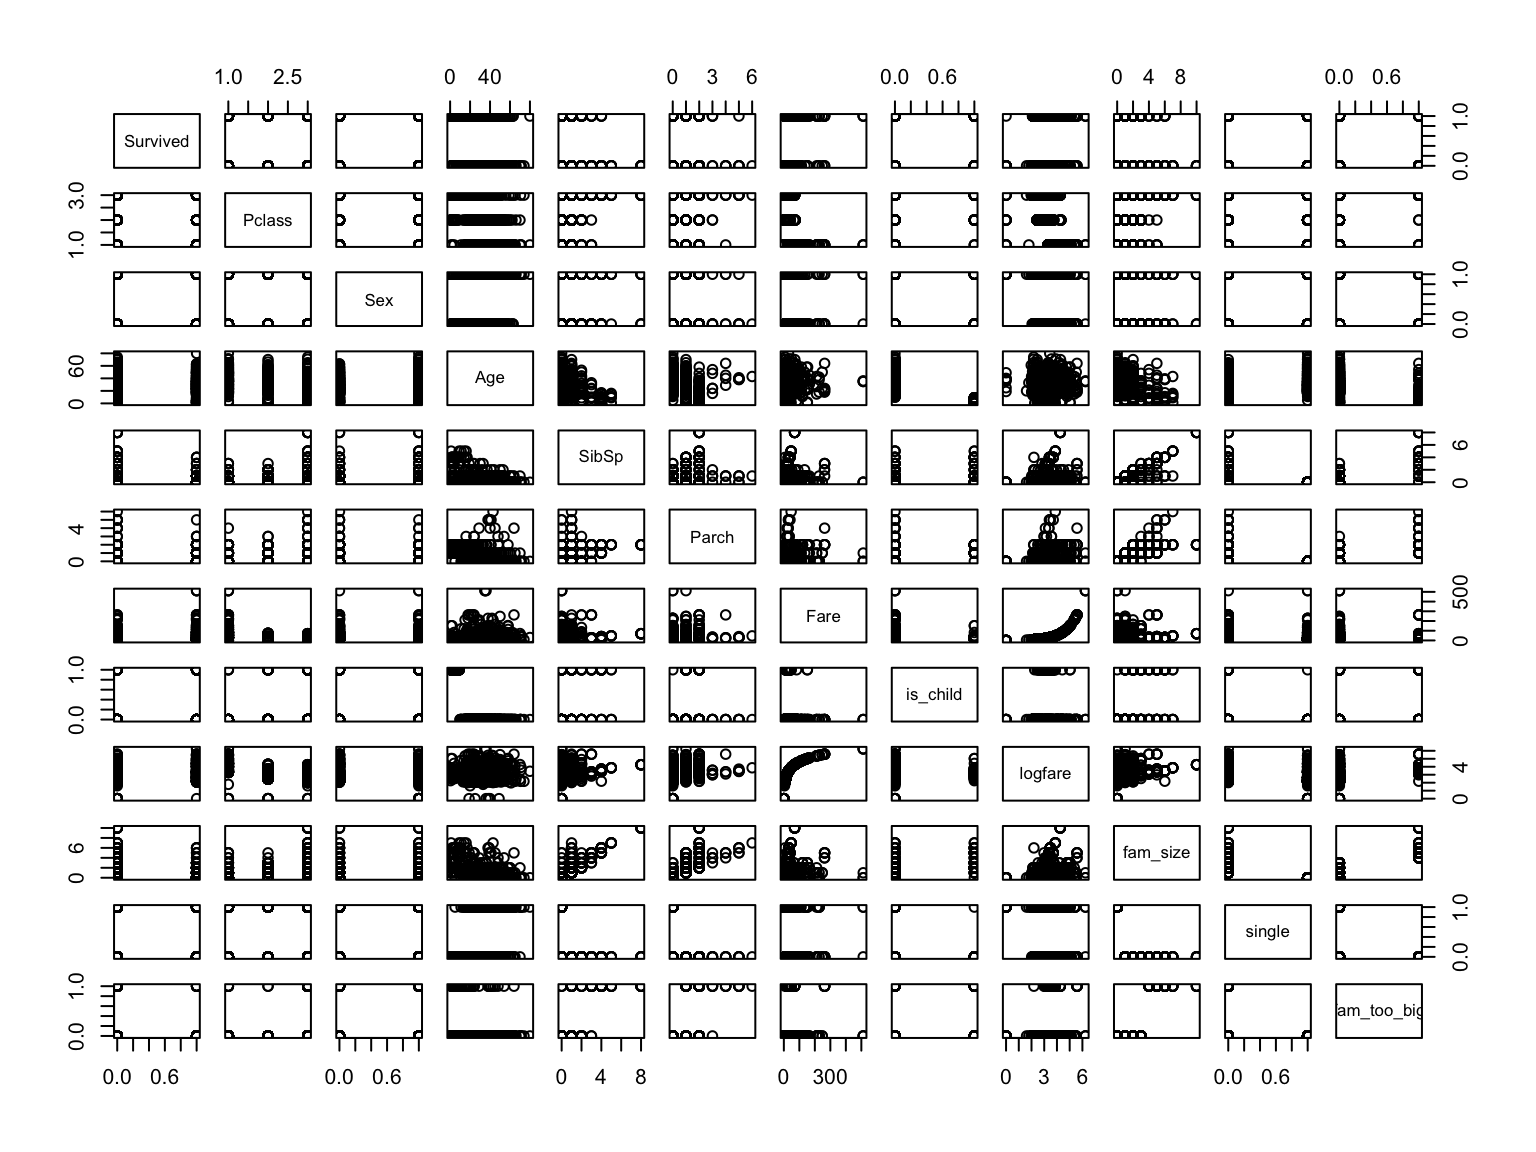 1.0 2.5 0 40 0 3 6 0.0 0.6 0 4 8 0.0 0.6
Survived 0.0 1.0
1.0 3.0 Pclass
Sex 0.0 1.0
0 60 Age
SibSp 0 6
0 4 Parch
Fare 0 500
0.0 1.0 is_child
logfare 0 4
0 6 fam_size
single 0.0 1.0
0.0 1.0 am_too_big
0.0 0.6 0.0 0.6 0 4 8 0 300 0 3 6 0.0 0.6